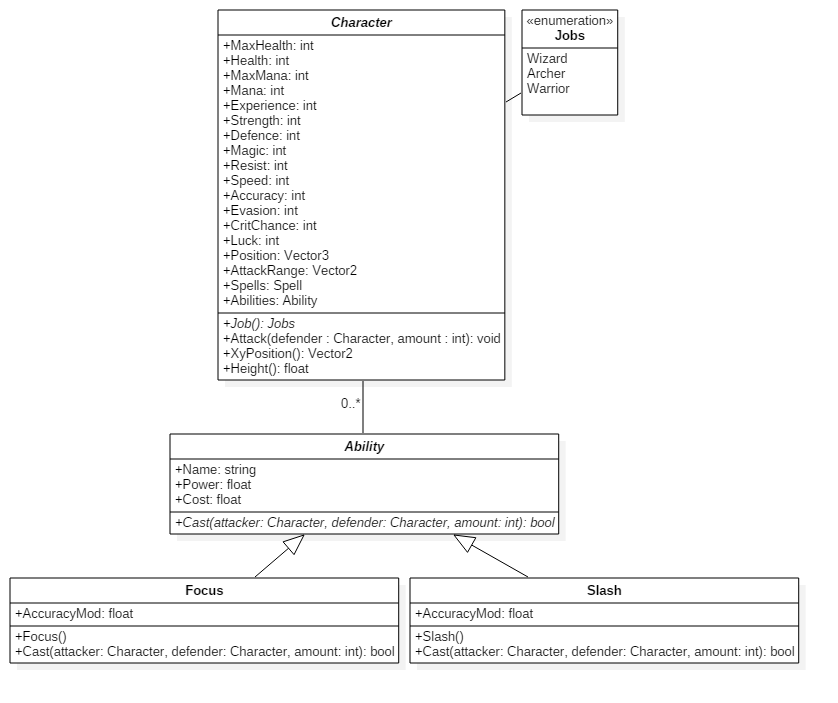 Character
+MaxHealth: int
+Health: int
+MaxMana: int
+Mana: int
+Experience: int
+Strength: int
+Defence: int
+Magic: int
+Resist: int
+Speed: int
+Accuracy: int
+Evasion: int
+CritChance: int
+Luck: int
+Position: Vector3
+AttackRange: Vector2
+Spells: Spell
+Abilities: Ability
+Job(): Jobs
+Attack(defender : Character, amount : int): void
+XyPosition(): Vector2
+Height(): float
«enumeration»
Jobs
Wizard
Archer
Warrior
0..*
Ability
+Name: string
+Power: float
+Cost: float
+Cast(attacker: Character, defender: Character, amount: int): bool
Focus
+AccuracyMod: float
+Focus()
+Cast(attacker: Character, defender: Character, amount: int): bool
Slash
+AccuracyMod: float
+Slash()
+Cast(attacker: Character, defender: Character, amount: int): bool